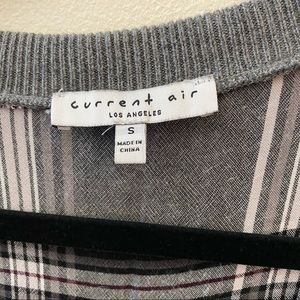 current air
LOS ANGELES
S
MADE IN
CHINA